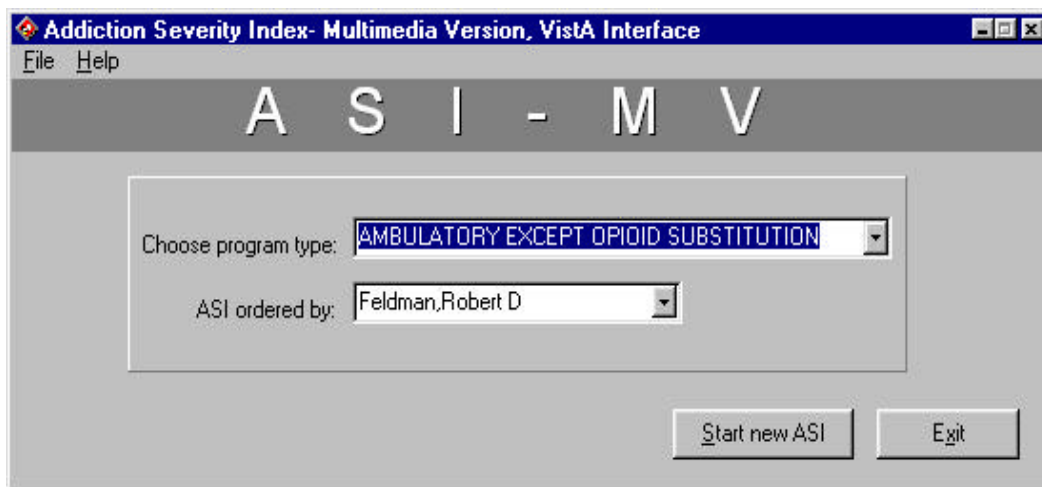 Addiction Severity Index- Multimedia Version, VistA Interface
File Help
A S I - M V
Choose program type: AMBULATORY EXCEPT OPIOID SUBSTITUTION
ASI ordered by: Feldman,Robert D
Start new ASI Exit